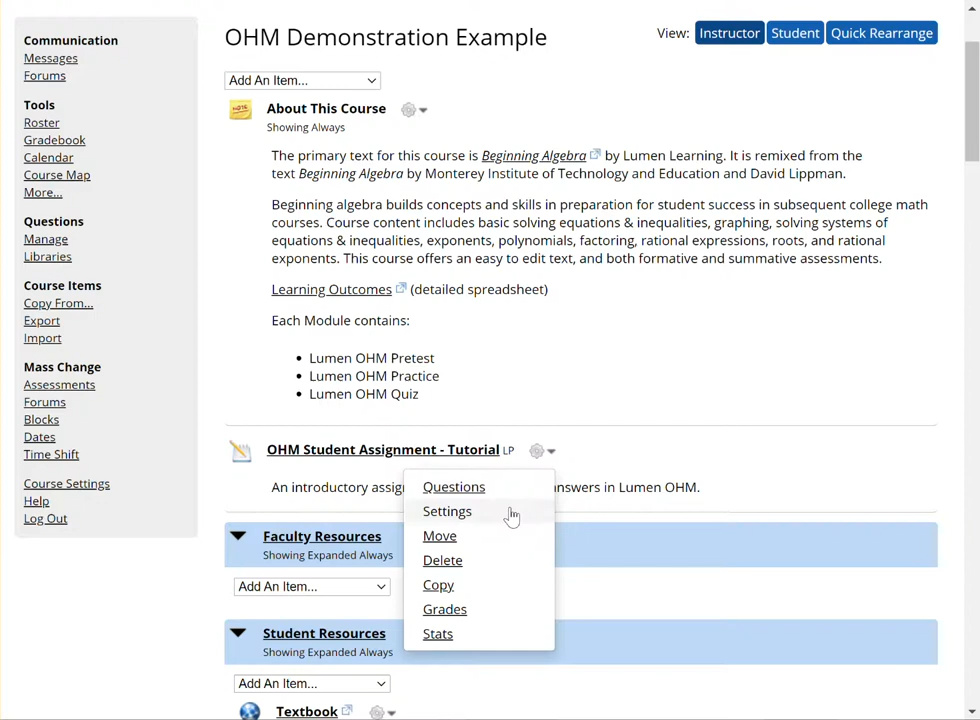 Communication
Messages
Forums
Tools
Roster
Gradebook
Calendar
Course Map
More...
Questions
Manage
Libraries
Course Items
Copy From...
Export
Import
Mass Change
Assessments
Forums
Blocks
Dates
Time Shift
Course Settings
Help
Log Out
OHM Demonstration Example
View: Instructor Student Quick Rearrange
Add An Item...
NOTE About This Course
Showing Always
The primary text for this course is Beginning Algebra by Lumen Learning. It is remixed from the
text Beginning Algebra by Monterey Institute of Technology and Education and David Lippman.
Beginning algebra builds concepts and skills in preparation for student success in subsequent college math
courses. Course content includes basic solving equations & inequalities, graphing, solving systems of
equations & inequalities, exponents, polynomials, factoring, rational expressions, roots, and rational
exponents. This course offers an easy to edit text, and both formative and summative assessments.
Learning Outcomes (detailed spreadsheet)
Each Module contains:
• Lumen OHM Pretest
• Lumen OHM Practice
• Lumen OHM Quiz
OHM Student Assignment - Tutorial LP
An introductory assig
nswers in Lumen OHM.
Questions
Settings
Move
Delete
Copy
Grades
Stats
Faculty Resources
Showing Expanded Always
Add An Item...
Student Resources
Showing Expanded Always
Add An Item...
Textbook